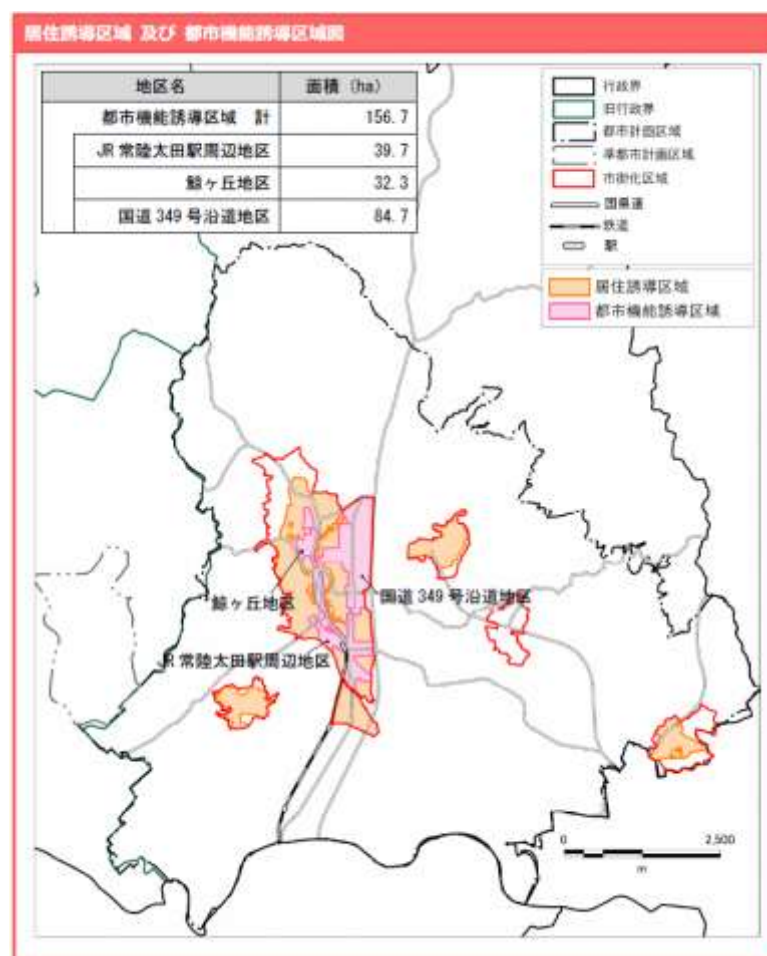 居住誘導区域 及び 都市機能誘導区域図
地区名 面積 (ha)
都市機能誘導区域 計 156.7
JR 常陸太田駅周辺地区 39.7
鯨ヶ丘地区 32.3
国道 349 号沿道地区 84.7
行政界
旧行政界
都市計画区域
準都市計画区域
市街化区域
国県道
鉄道
駅
居住誘導区域
都市機能誘導区域
鯨ヶ丘地区
国道 349 号沿道地区
JR 常陸太田駅周辺地区
0 2,500
m